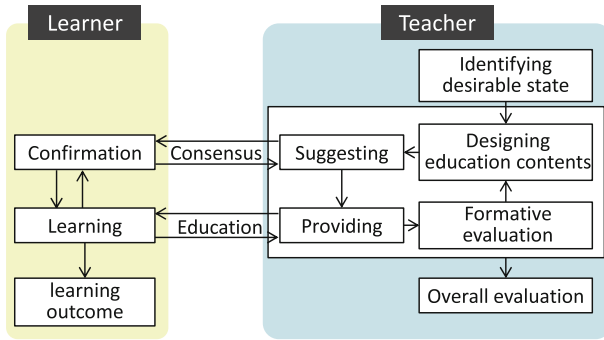 Learner
Teacher
Identifying
desirable state
Confirmation
Consensus
Suggesting
Designing
education contents
Learning
Education
Providing
Formative
evaluation
learning
outcome
Overall evaluation